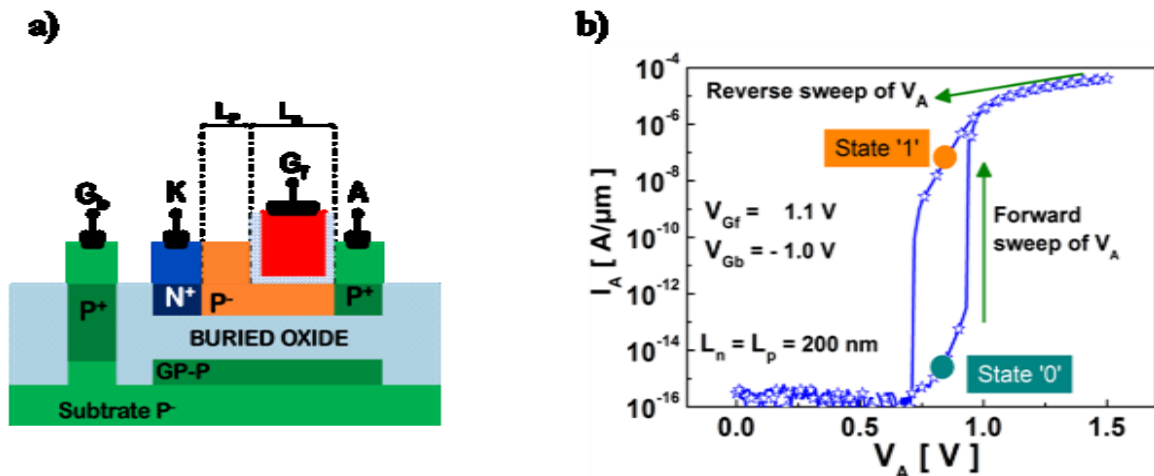 a)
Lp
Ln
Gf
Gb
K
A
P+
N+
P-
P+
BURIED OXIDE
GP-P
Subtrate P-
b)
10-4
10-6
10-8
10-10
10-12
10-14
10-16
IA [ A/µm ]
Reverse sweep of VA
State '1'
VGf = 1.1 V
VGb = - 1.0 V
Forward
sweep of VA
Ln = Lp = 200 nm
State '0'
0.0 0.5 1.0 1.5
VA [ V ]